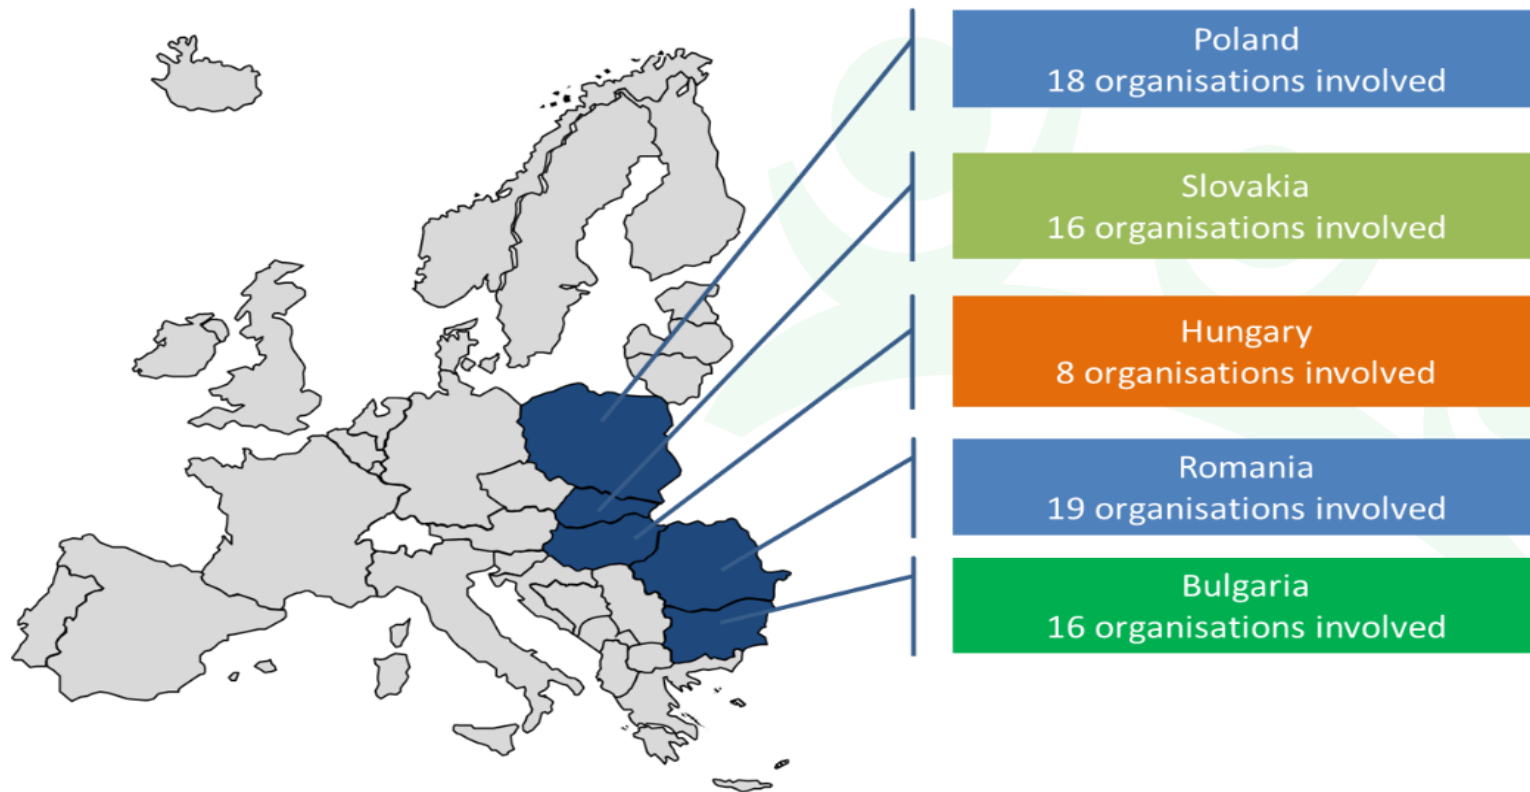 Poland
18 organisations involved
Slovakia
16 organisations involved
Hungary
8 organisations involved
Romania
19 organisations involved
Bulgaria
16 organisations involved